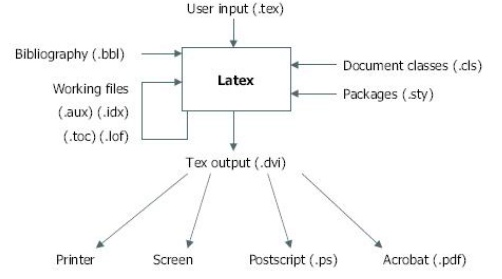 User input (.tex)
Bibliography (.bbl)
Document classes (.cls)
Latex
Working files
Packages (.sty)
(.aux) (.idx)
(.toc) (.lof)
Tex output (.dvi)
Printer
Screen
Postscript (.ps)
Acrobat (.pdf)